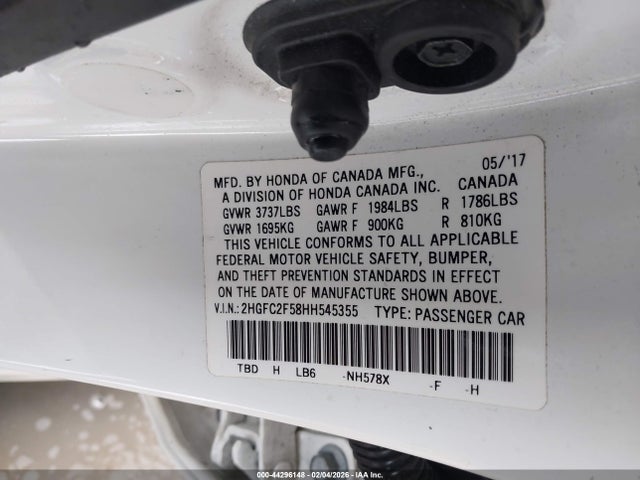 05/'17
MFD. BY HONDA OF CANADA MFG.,
A DIVISION OF HONDA CANADA INC. CANADA
GVWR 3737LBS GAWR F 1984LBS R 1786LBS
GVWR 1695KG GAWR F 900KG R 810KG
THIS VEHICLE CONFORMS TO ALL APPLICABLE
FEDERAL MOTOR VEHICLE SAFETY, BUMPER,
AND THEFT PREVENTION STANDARDS IN EFFECT
ON THE DATE OF MANUFACTURE SHOWN ABOVE.
V.I.N.: 2HGFC2F58HH545355 TYPE: PASSENGER CAR
TBD H LB6 -NH578X -F -H
000-44296148 - 02/04/2026 - IAA Inc.